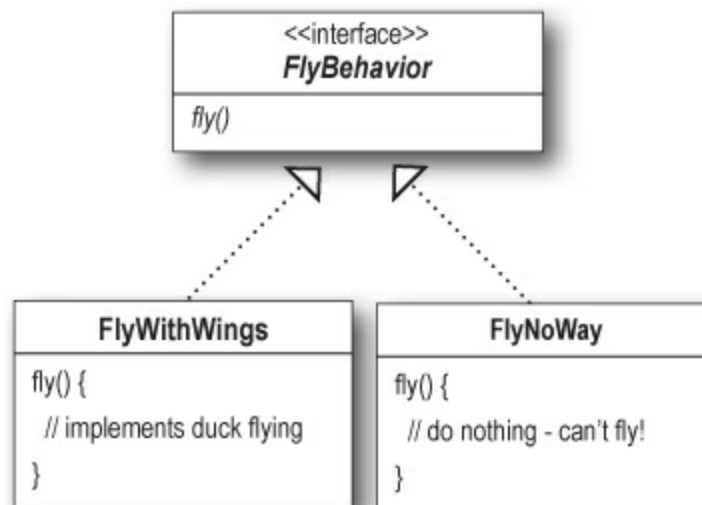 <<interface>>
FlyBehavior
fly()
FlyWithWings
fly() {
// implements duck flying
}
FlyNoWay
fly() {
// do nothing - can't fly!
}